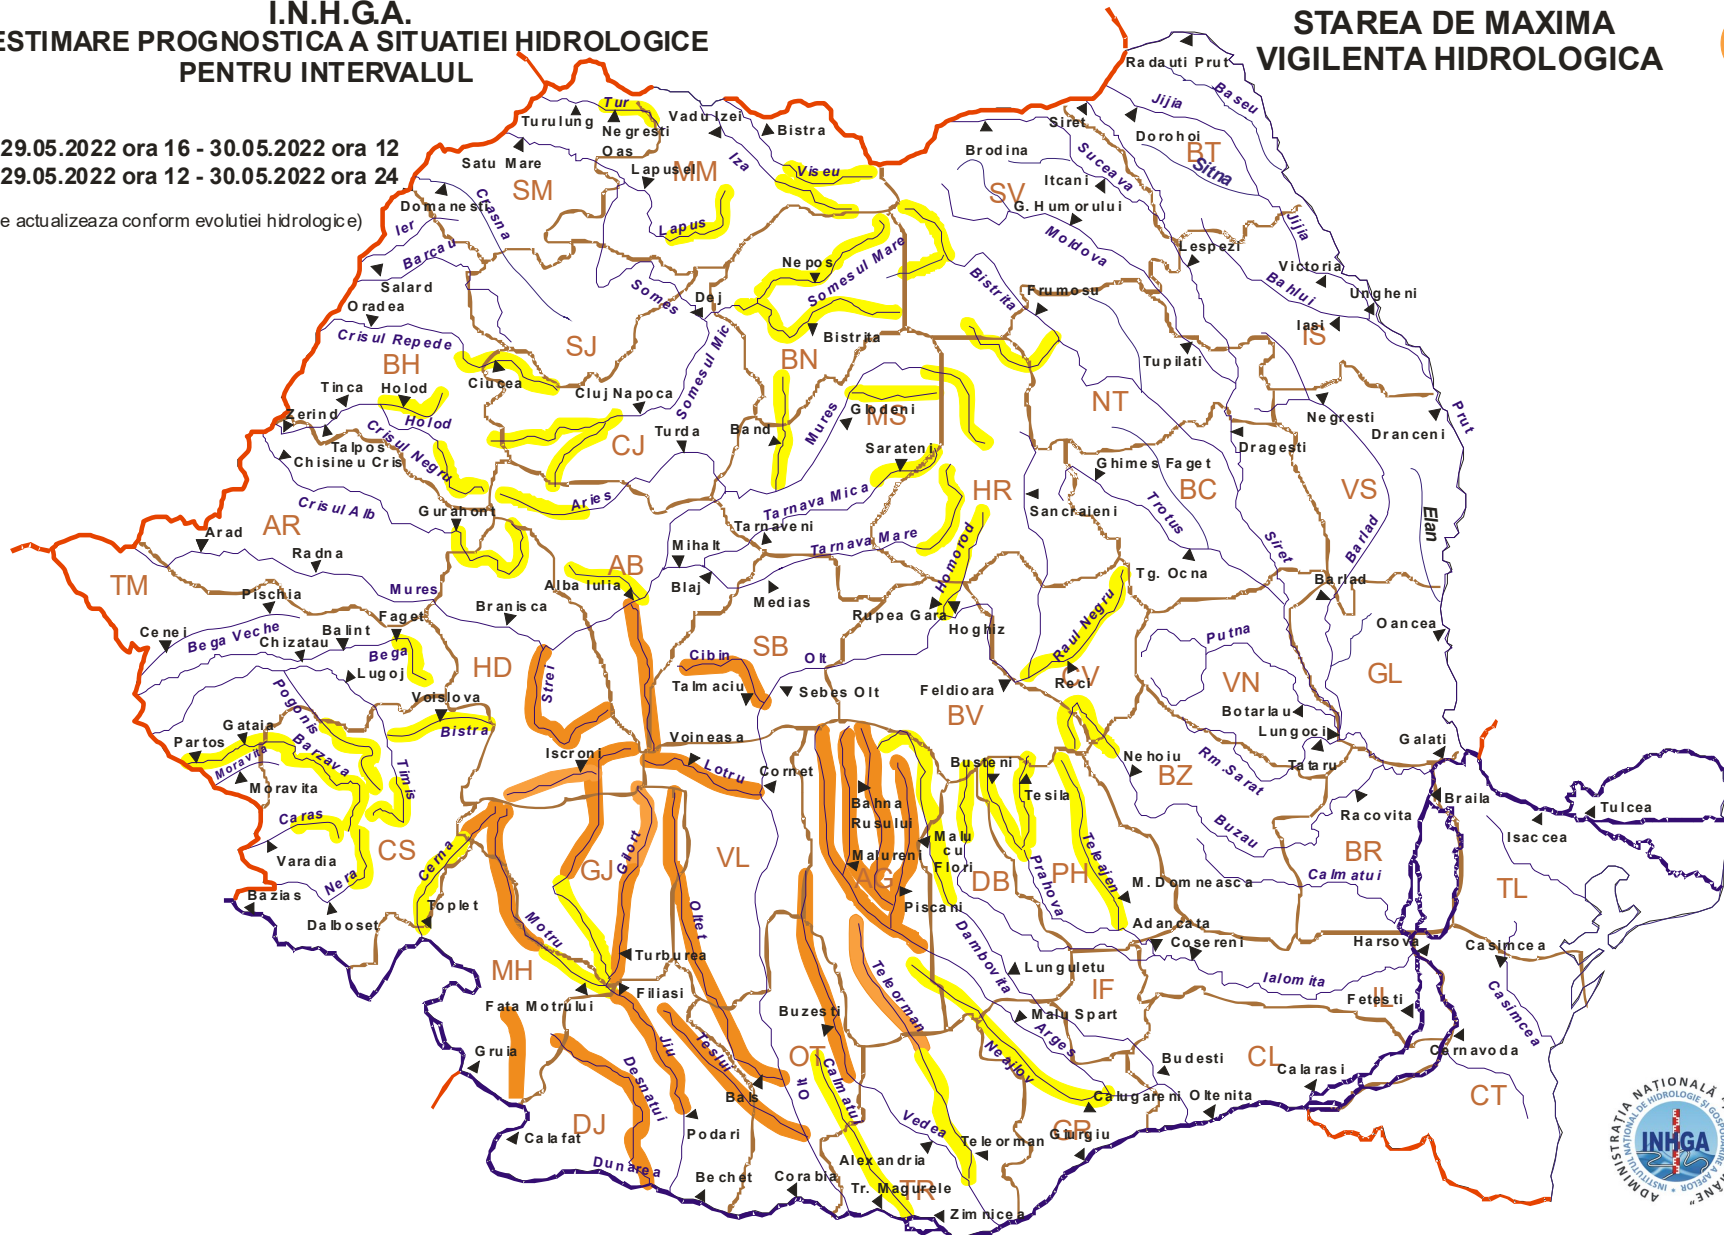 I.N.H.G.A.
ESTIMARE PROGNOSTICA A SITUATIEI HIDROLOGICE
PENTRU INTERVALUL
STAREA DE MAXIMA
VIGILENTA HIDROLOGICA
29.05.2022 ora 16 - 30.05.2022 ora 12
29.05.2022 ora 12 - 30.05.2022 ora 24
e actualizeaza conform evolutiei hidrologice)
Radauti Prut
Baseu
Jijia
Siret
Dorohoi
BT
Sitna
Tur
Turulung
Negresti
Oas
Vadu Izei
Bistra
Satu Mare
SM
Lapusel
MM
Iza
Viseu
Brodina
Suceava
Itcani
SV
G. Humorului
Domanesti
Crasna
Ier
Lapus
Moldova
Jijia
Lespezi
Barcau
Salard
Nepos
Somesul Mare
Bistrita
Victoria
Bahlui
Ungheni
Oradea
Somes
Dej
Frumosu
Iasi
IS
Crisul Repede
BH
SJ
Somesul Mic
BN
Bistrita
Tupilati
Tinca
Holod
Ciucea
Cluj Napoca
NT
Prut
Zerind
Holod
Mures
Glodeni
MS
Negresti
Talpos
Crisul Negru
CJ
Turda
Band
Dranceni
Chisineu Cris
Sarateni
Dragesti
Ghimes Faget
HR
BC
VS
Crisul Alb
Aries
Tarnava Mica
Trotus
Elan
AR
Gurahont
Sancraieni
Arad
Tarnaveni
Tarnava Mare
Siret
Barlad
Radna
Mihalt
Homorod
TM
AB
Alba Iulia
Blaj
Tg. Ocna
Barlad
Pischia
Mures
Branisca
Medias
Rupea Gara
Raul Negru
Faget
Hoghiz
Oancea
Cenei
Bega Veche
Balint
Chizatau
Bega
Putna
SB
HD
Cibin
Olt
Lugoj
Strei
Talmaciu
Sebes Olt
Feldioara
Reci
CV
VN
GL
Pogonis
Voislova
BV
Botarlau
Gataia
Bistra
Lungoci
Partos
Barzava
Iscroni
Voineasa
Galati
Moravita
Timis
Lotru
Cornet
Busteni
Nehoiu
BZ
Rm.Sarat
Tataru
Moravita
Tesila
Bahna
Rusului
Braila
Tulcea
Racovita
Caras
Isaccea
Buzau
Malu
cu
Flori
Teleajen
Varadia
CS
Cerna
GJ
Gilort
VL
Malureni
AG
DB
Prahova
PH
BR
Calmatui
TL
Nera
Bazias
M. Domneasca
Toplet
Piscani
Dalboset
Oltet
Motru
Adancata
Dambovita
Cosereni
Harsova
Casimcea
Turburea
MH
Teleorman
Lunguletu
Ialomita
IF
IL
Fata Motrului
Filiasi
Buzesti
Malu Spart
Fetesti
Casimcea
Gruia
Jiu
Teslui
OT
Arges
Neajlov
Cernavoda
Desnatui
Calmatui
Budesti
CL
Calarasi
Bals
Olt
Calugareni
Oltenita
CT
DJ
Podari
Vedea
GR
Giurgiu
Calafat
Teleorman
Dunarea
Alexandria
Bechet
Corabia
Tr. Magurele
TR
Zimnicea
INHGA